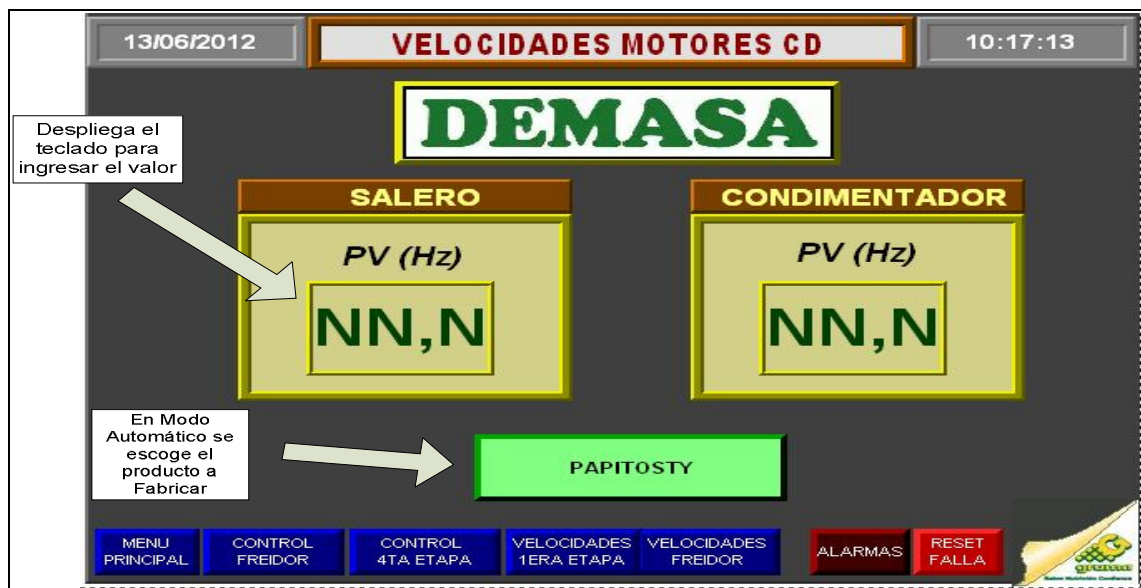 13/06/2012
VELOCIDADES MOTORES CD
10:17:13
DEMASA
Despliega el
teclado para
ingresar el valor
SALERO
CONDIMENTADOR
PV (Hz)
PV (Hz)
NN,N
NN,N
En Modo
Automático se
escoge el
producto a
Fabricar
PAPITOSTY
MENU
PRINCIPAL
CONTROL
FREIDOR
CONTROL
4TA ETAPA
VELOCIDADES
1ERA ETAPA
VELOCIDADES
FREIDOR
ALARMAS
RESET
FALLA